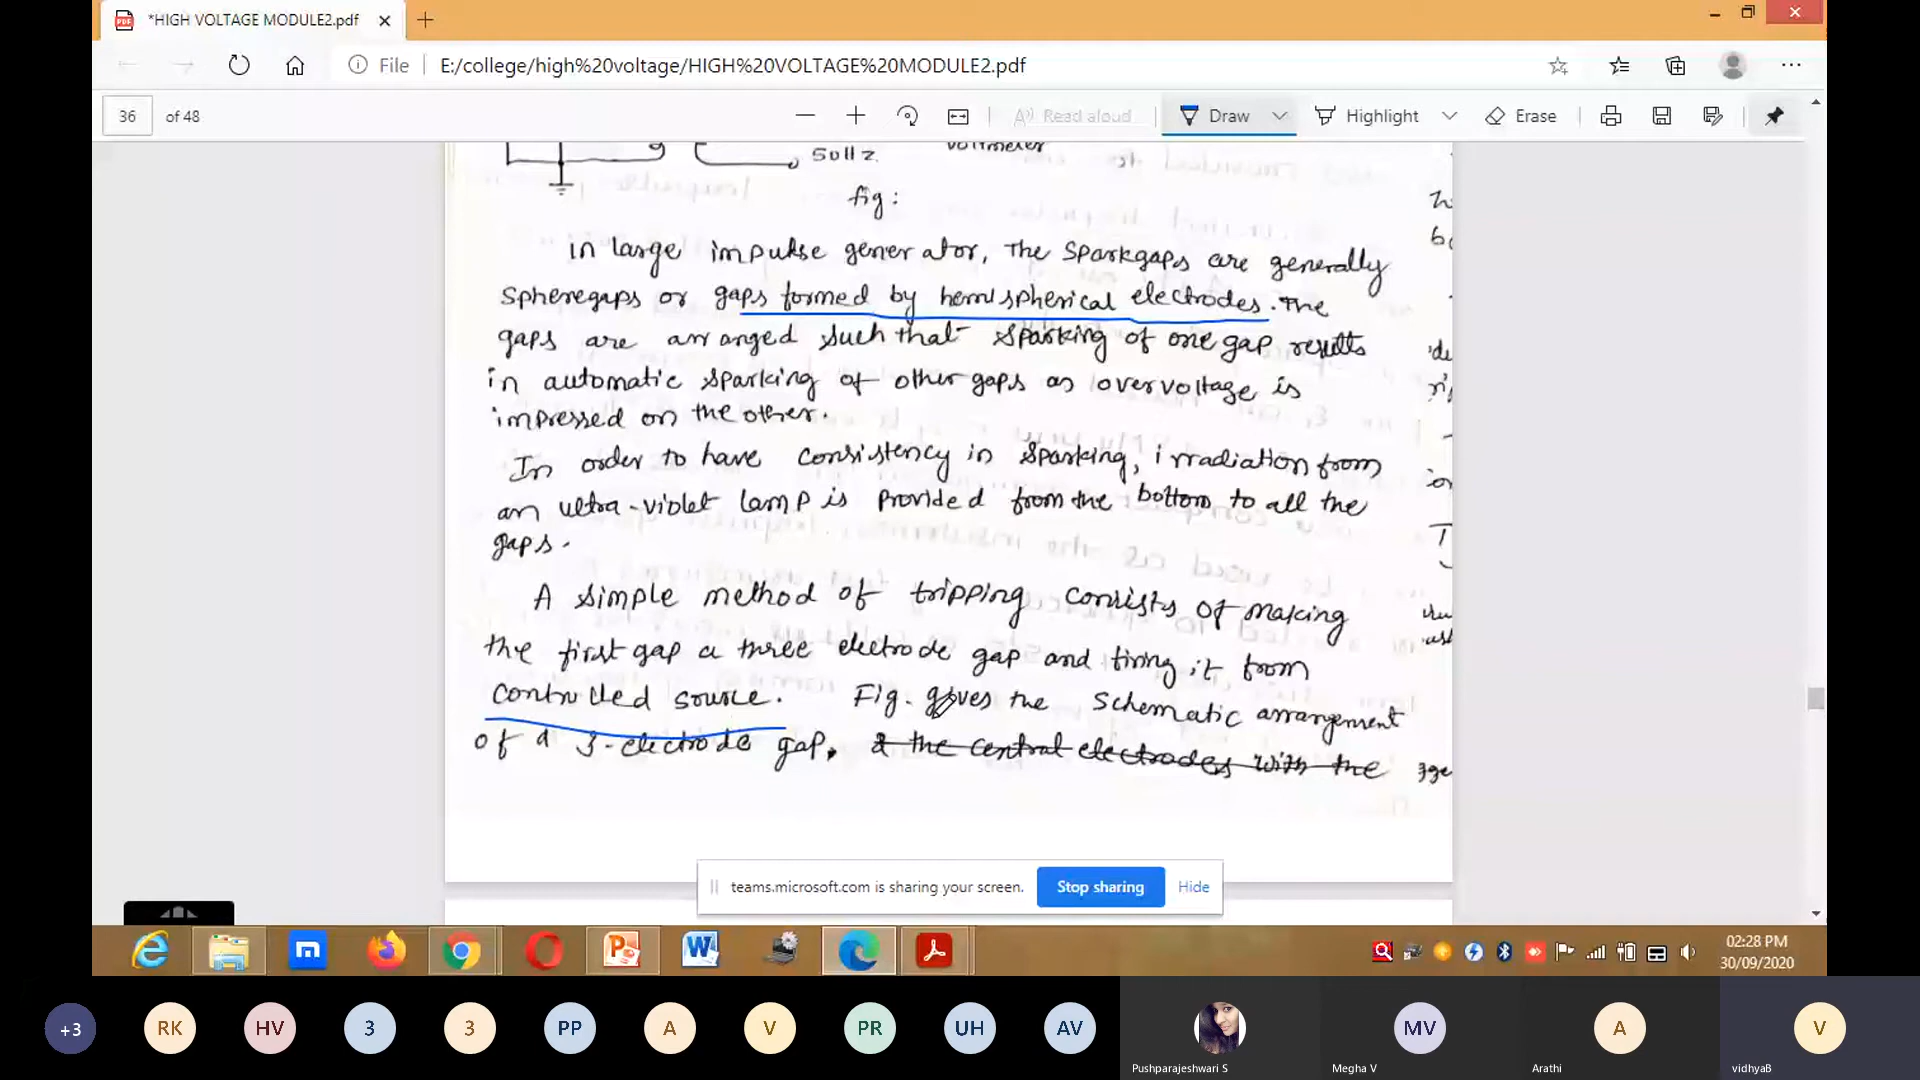 *HIGH VOLTAGE MODULE2.pdf
File E:/college/high%20voltage/HIGH%20VOLTAGE%20MODULE2.pdf
36 of 48 Read aloud Draw Highlight Erase
50Hz. voltmeter
fig:
In large impulse generator, the sparkgaps are generally
spheregaps or gaps formed by hemispherical electrodes. The
gaps are arranged such that sparking of one gap results
in automatic sparking of other gaps as overvoltage is
impressed on the other.
In order to have consistency in sparking, irradiation from
an ultra-violet lamp is provided from the bottom to all the
gaps.
A simple method of tripping consists of making
the first gap a three electrode gap and firing it from
controlled source. Fig. gives the schematic arrangement
of a 3-electrode gap. & the central electrodes with the
teams.microsoft.com is sharing your screen. Stop sharing Hide
02:28 PM
30/09/2020
+3 RK HV 3 3 PP A V PR UH AV MV A V
Pushparajeshwari S Megha V Arathi vidhyaB